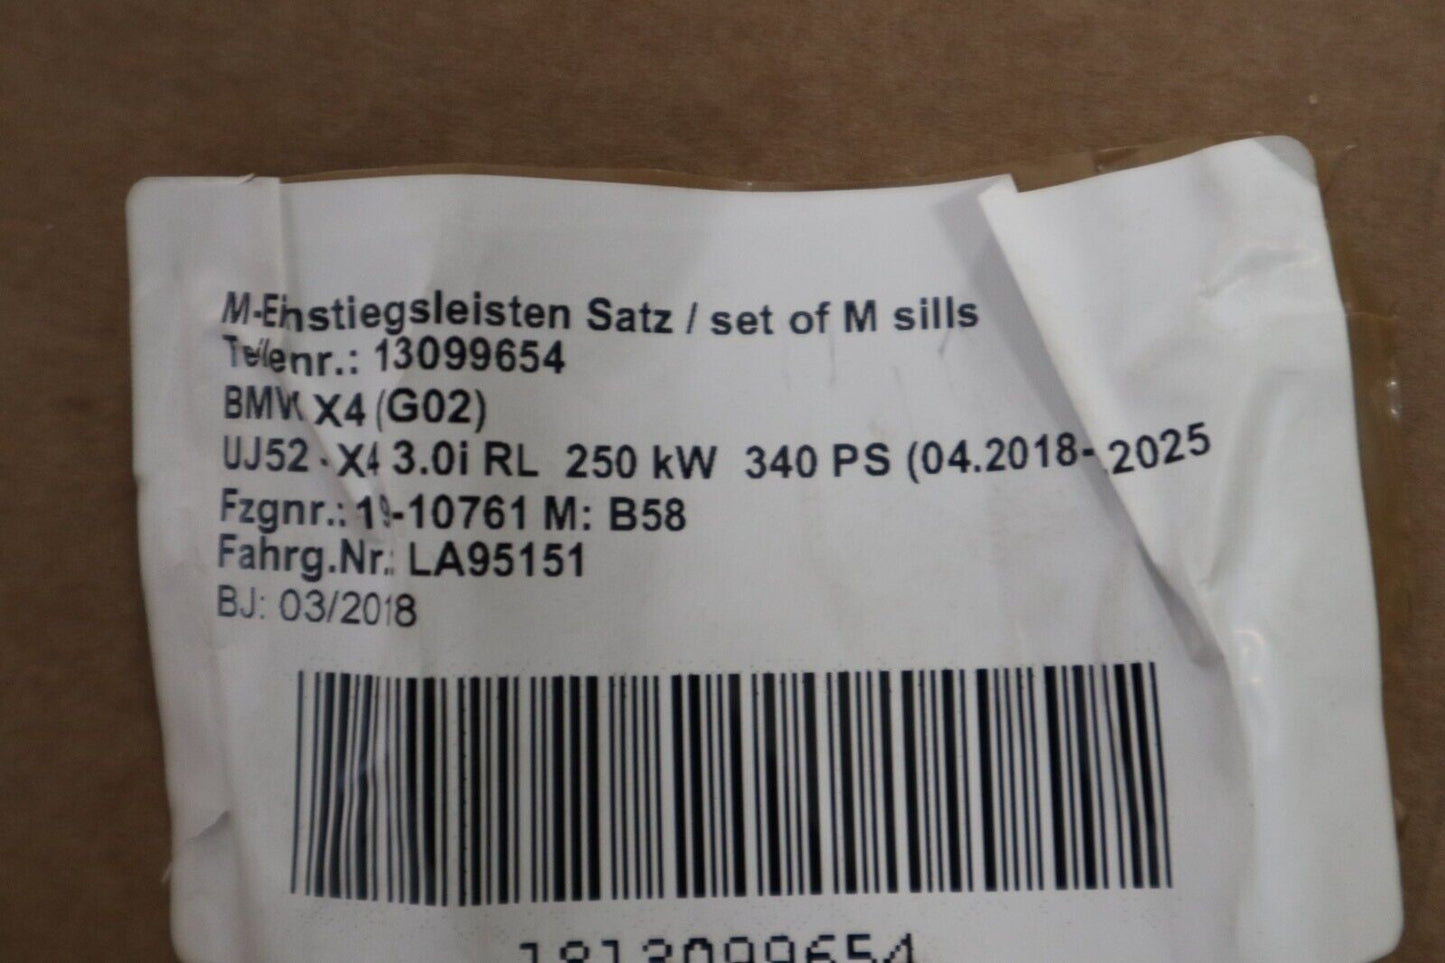 M-Einstiegsleisten Satz / set of M sills
Teilenr.: 13099654
BMW X4 (G02)
UJ52 - X4 3.0i RL 250 kW 340 PS (04.2018- .2025
Fzgnr.: 19-10761 M: B58
Fahrg.Nr.: LA95151
BJ: 03/2018
1813099654